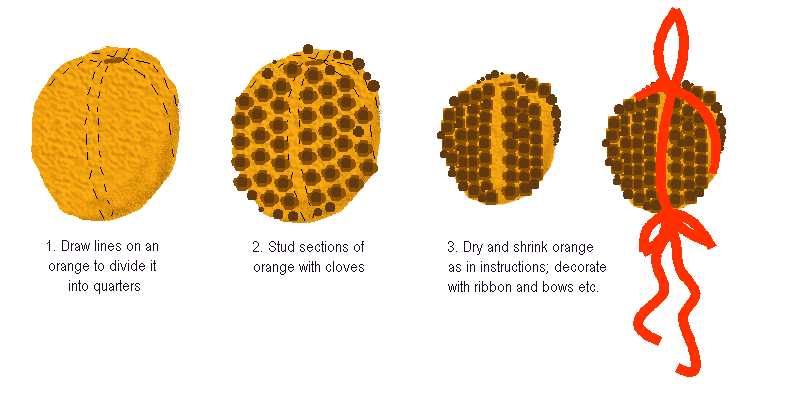 1. Draw lines on an
orange to divide it
into quarters
2. Stud sections of
orange with cloves
3. Dry and shrink orange
as in instructions; decorate
with ribbon and bows etc.